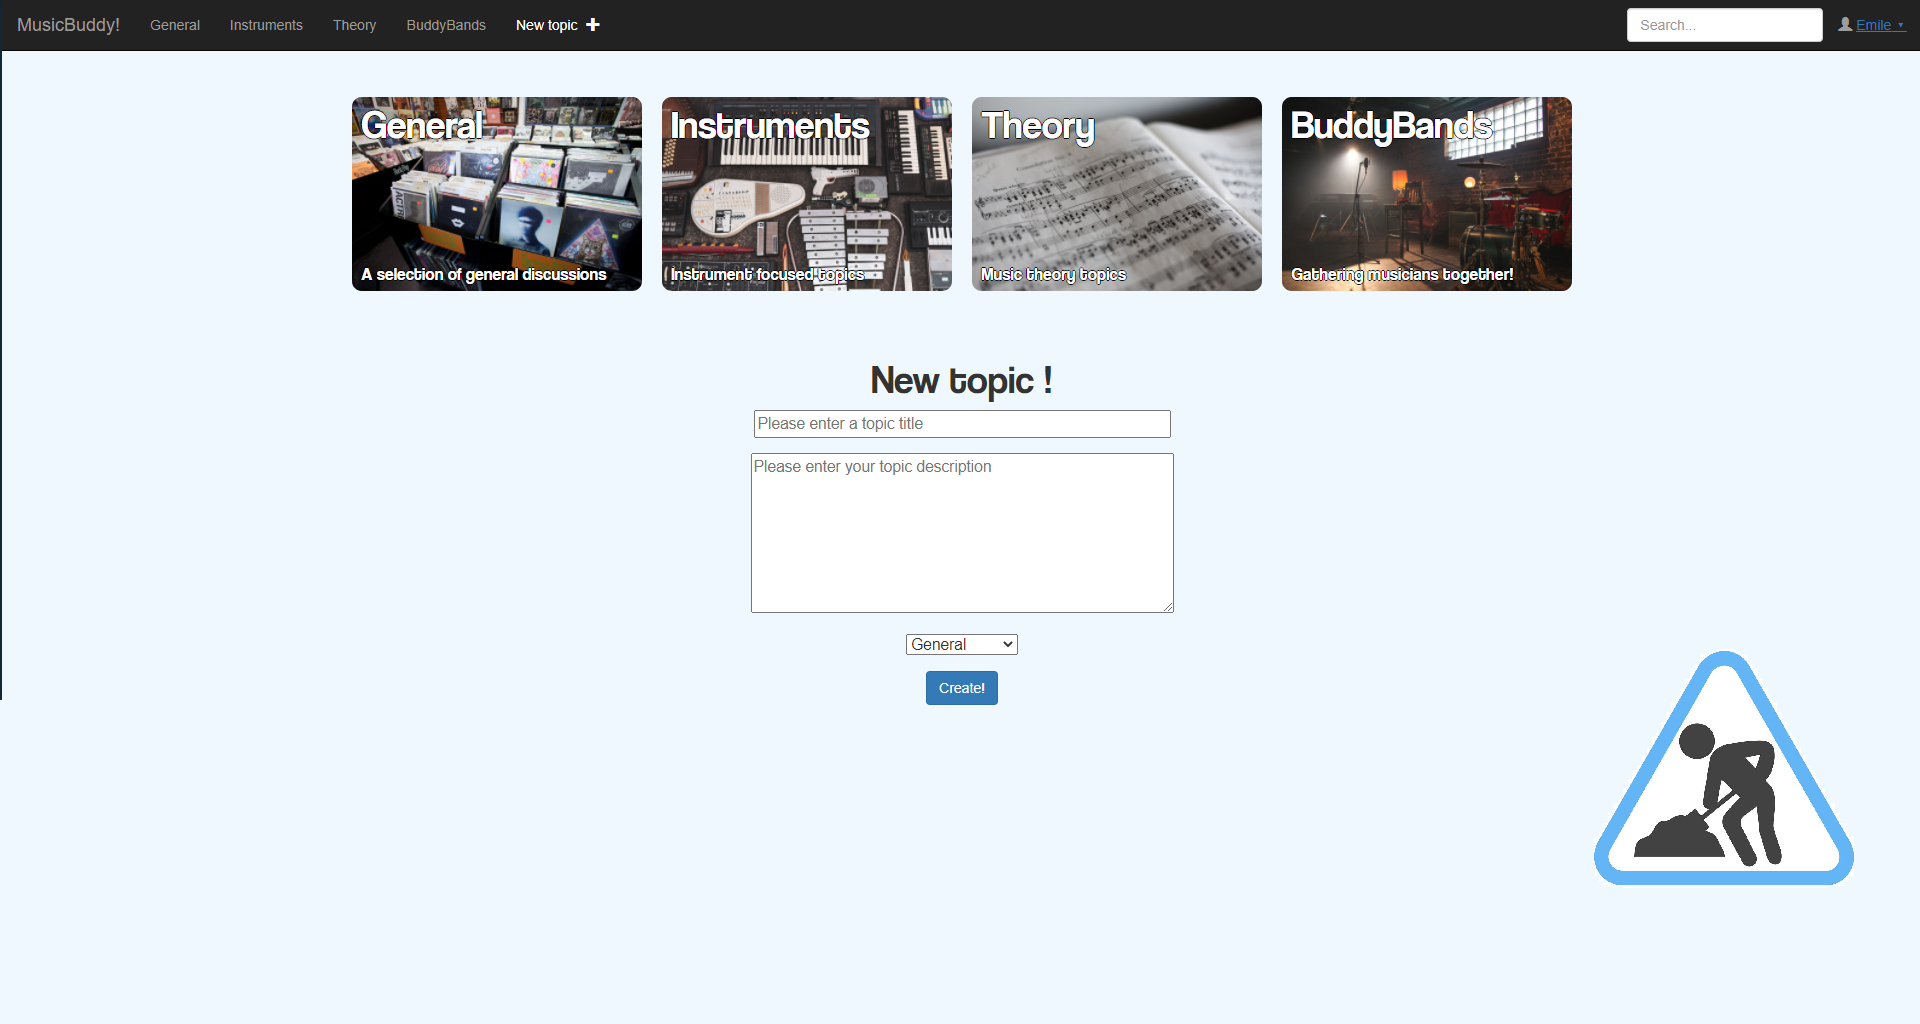 MusicBuddy! General Instruments Theory BuddyBands New topic Search... Emile
General
Instruments
Theory
BuddyBands
A selection of general discussions
Instrument focused topics
Music theory topics
Gathering musicians together!
New topic !
Please enter a topic title
Please enter your topic description
General
Create!